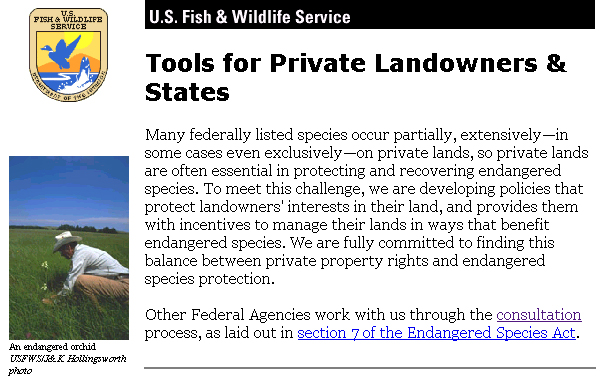 U.S.
FISH & WILDLIFE
SERVICE
DEPARTMENT OF THE INTERIOR
U.S. Fish & Wildlife Service
Tools for Private Landowners &
States
Many federally listed species occur partially, extensively—in
some cases even exclusively—on private lands, so private lands
are often essential in protecting and recovering endangered
species. To meet this challenge, we are developing policies that
protect landowners' interests in their land, and provides them
with incentives to manage their lands in ways that benefit
endangered species. We are fully committed to finding this
balance between private property rights and endangered
species protection.
Other Federal Agencies work with us through the consultation
process, as laid out in section 7 of the Endangered Species Act.
An endangered orchid
USFWS/J&K Hollingsworth
photo